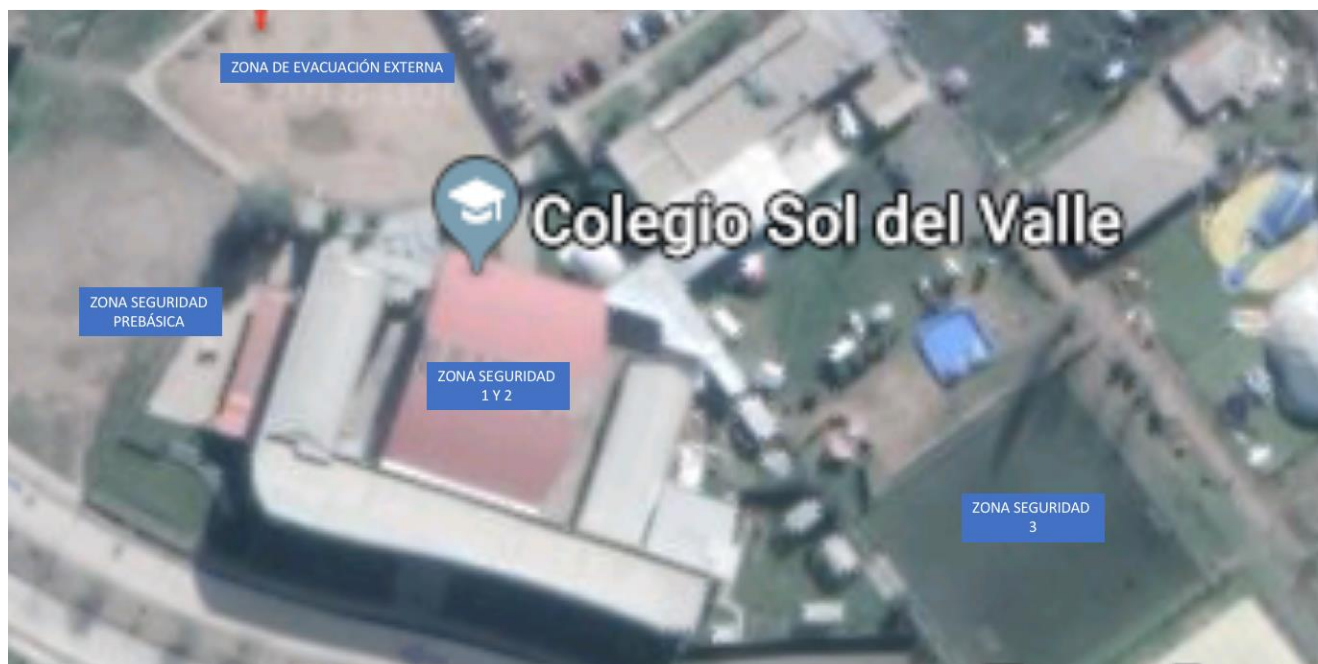 ZONA DE EVACUACIÓN EXTERNA
Colegio Sol del Valle
ZONA SEGURIDAD
PREBÁSICA
ZONA SEGURIDAD
1 Y 2
ZONA SEGURIDAD
3